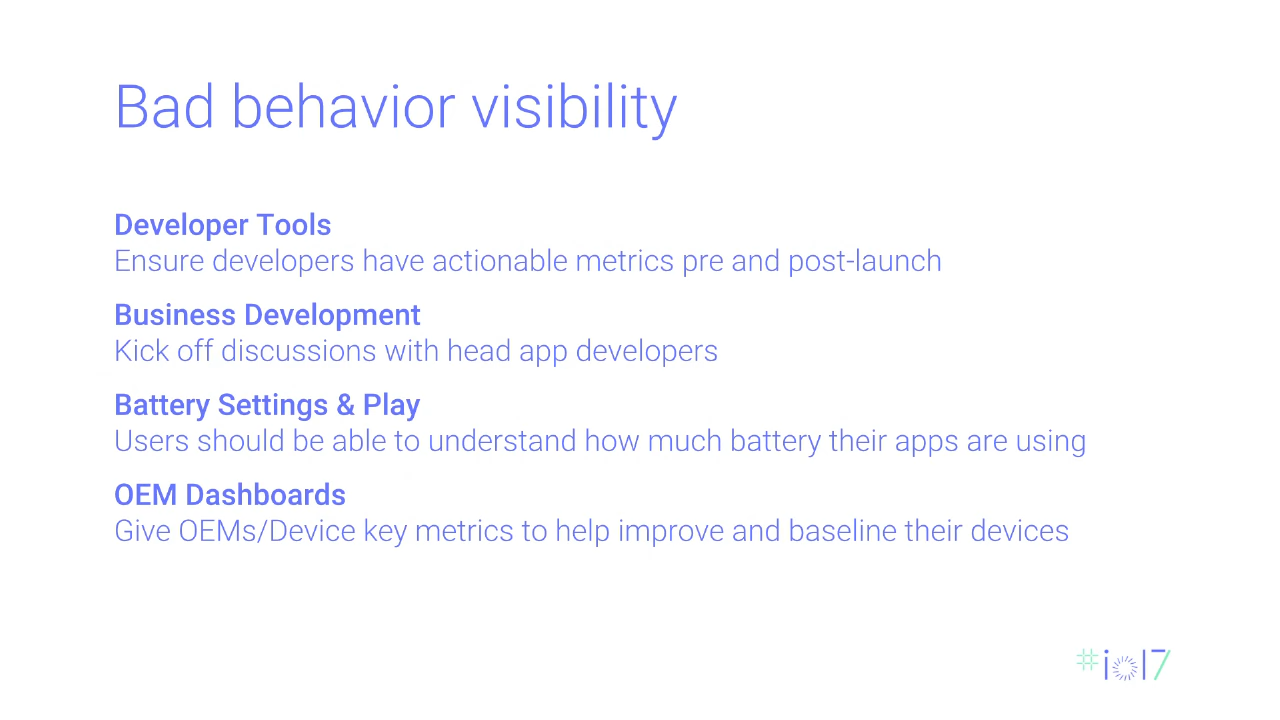 Bad behavior visibility
Developer Tools
Ensure developers have actionable metrics pre and post-launch
Business Development
Kick off discussions with head app developers
Battery Settings & Play
Users should be able to understand how much battery their apps are using
OEM Dashboards
Give OEMs/Device key metrics to help improve and baseline their devices
#io17